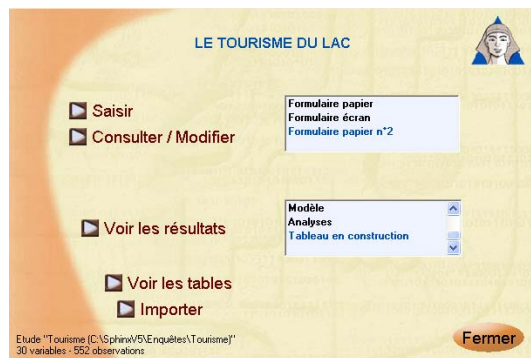 LE TOURISME DU LAC
Saisir
Consulter / Modifier
Formulaire papier
Formulaire écran
Formulaire papier n°2
Voir les résultats
Modèle
Analyses
Tableau en construction
Voir les tables
Importer
Etude "Tourisme (C:\SphinxV5\Enquêtes\Tourisme)"
30 variables - 552 observations
Fermer